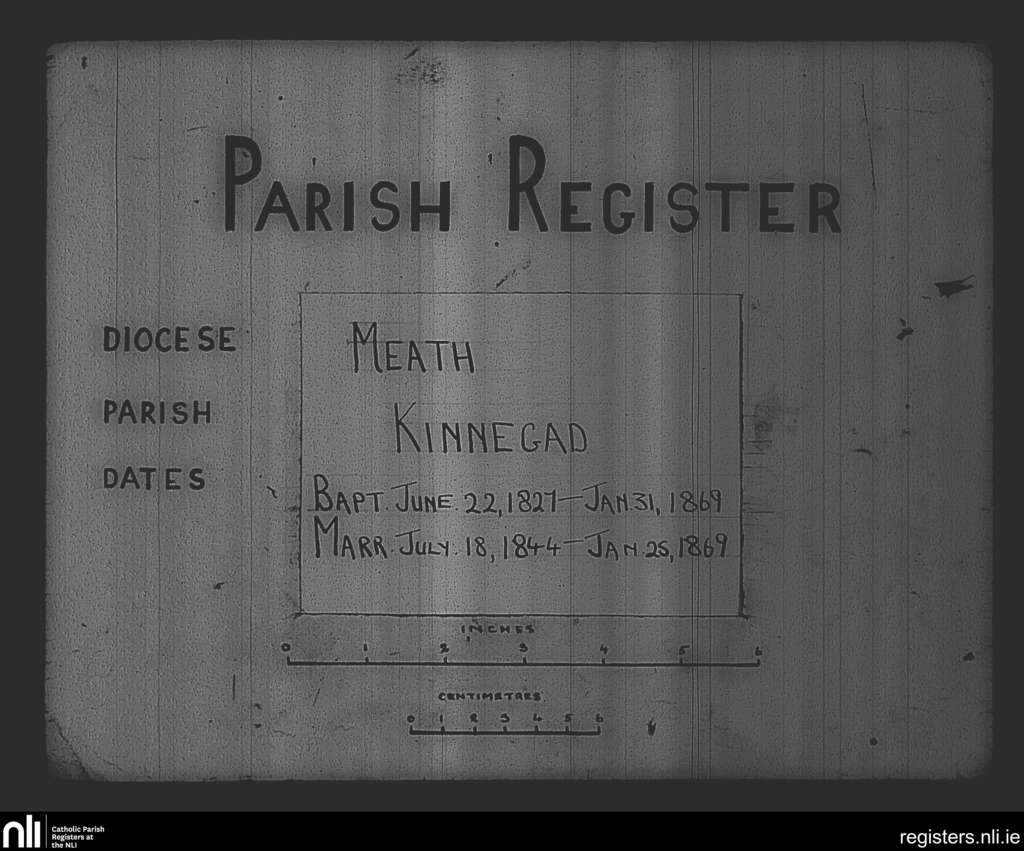 PARISH REGISTER
DIOCESE MEATH
PARISH KINNEGAD
DATES BAPT. JUNE. 22, 1827 – JAN. 31, 1869
MARR. JULY. 18, 1844 – JAN. 25, 1869
INCHES
0 1 2 3 4 5 6
CENTIMETRES
0 1 2 3 4 5 6
nli Catholic Parish
Registers at
the NLI
registers.nli.ie